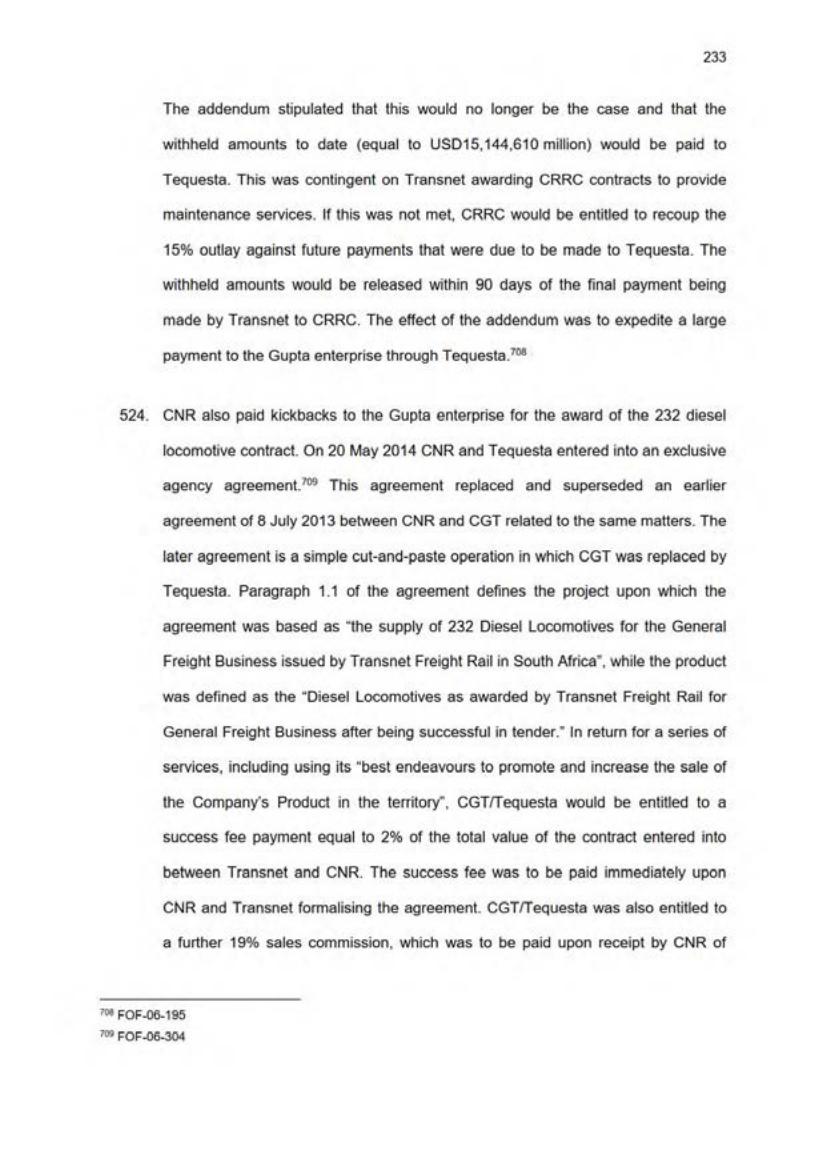 233
The addendum stipulated that this would no longer be the case and that the
withheld amounts to date (equal to USD15,144,610 million) would be paid to
Tequesta. This was contingent on Transnet awarding CRRC contracts to provide
maintenance services. If this was not met, CRRC would be entitled to recoup the
15% outlay against future payments that were due to be made to Tequesta. The
withheld amounts would be released within 90 days of the final payment being
made by Transnet to CRRC. The effect of the addendum was to expedite a large
payment to the Gupta enterprise through Tequesta.708
524. CNR also paid kickbacks to the Gupta enterprise for the award of the 232 diesel
locomotive contract. On 20 May 2014 CNR and Tequesta entered into an exclusive
agency agreement.709 This agreement replaced and superseded an earlier
agreement of 8 July 2013 between CNR and CGT related to the same matters. The
later agreement is a simple cut-and-paste operation in which CGT was replaced by
Tequesta. Paragraph 1.1 of the agreement defines the project upon which the
agreement was based as "the supply of 232 Diesel Locomotives for the General
Freight Business issued by Transnet Freight Rail in South Africa", while the product
was defined as the "Diesel Locomotives as awarded by Transnet Freight Rail for
General Freight Business after being successful in tender." In return for a series of
services, including using its "best endeavours to promote and increase the sale of
the Company's Product in the territory", CGT/Tequesta would be entitled to a
success fee payment equal to 2% of the total value of the contract entered into
between Transnet and CNR. The success fee was to be paid immediately upon
CNR and Transnet formalising the agreement. CGT/Tequesta was also entitled to
a further 19% sales commission, which was to be paid upon receipt by CNR of
708 FOF-06-195
709 FOF-06-304